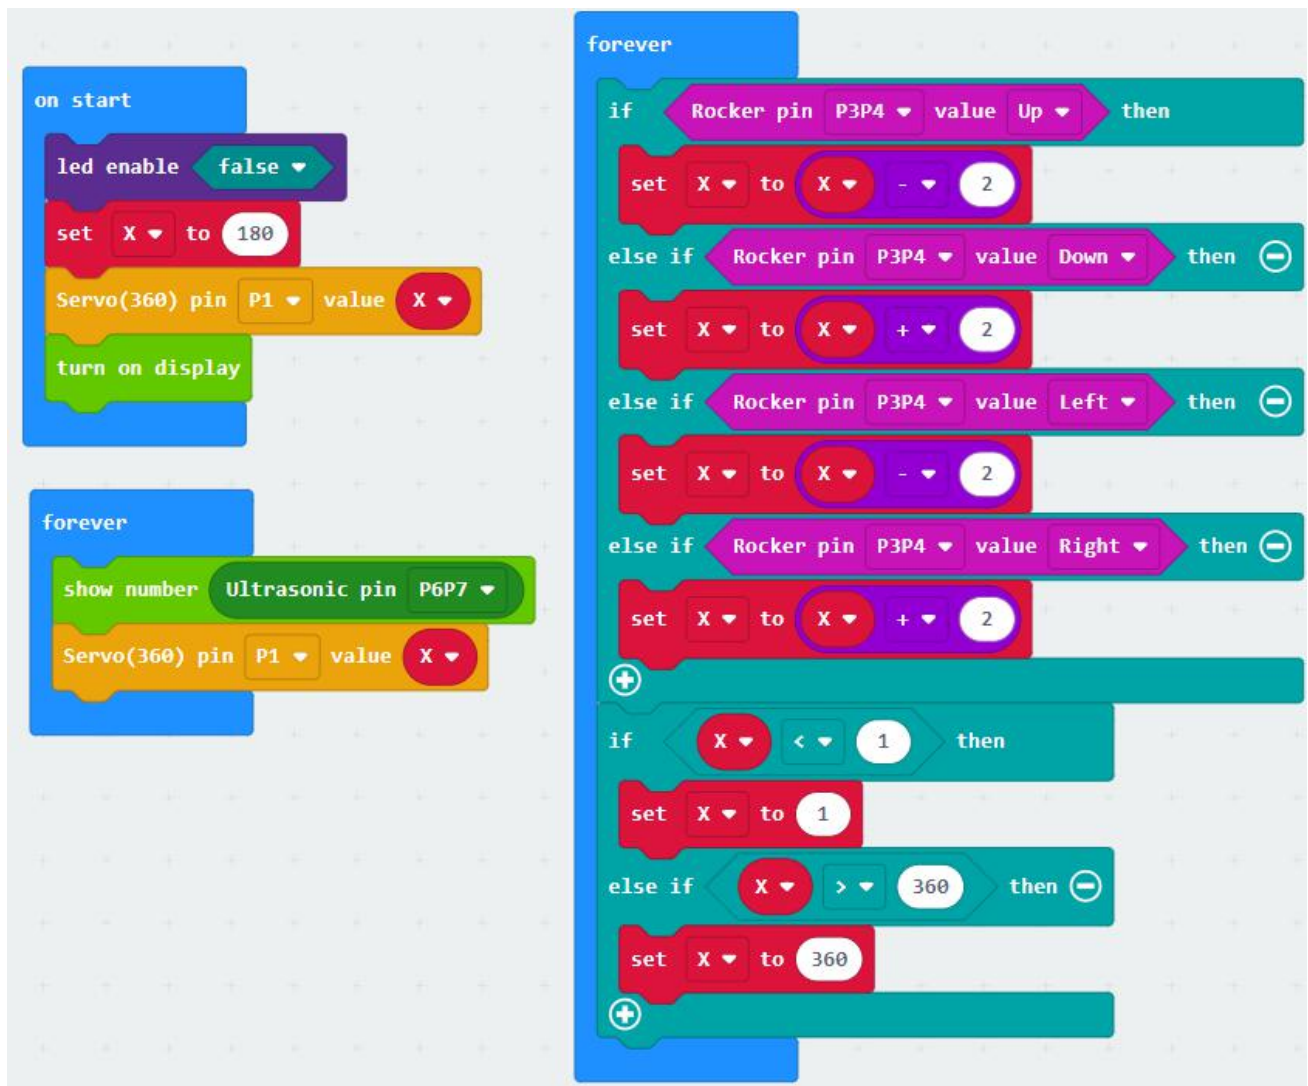 on start
led enable false
set X to 180
Servo(360) pin P1 value X
turn on display
forever
show number Ultrasonic pin P6P7
Servo(360) pin P1 value X
forever
if Rocker pin P3P4 value Up then
set X to X - 2
else if Rocker pin P3P4 value Down then
set X to X + 2
else if Rocker pin P3P4 value Left then
set X to X - 2
else if Rocker pin P3P4 value Right then
set X to X + 2
if X < 1 then
set X to 1
else if X > 360 then
set X to 360